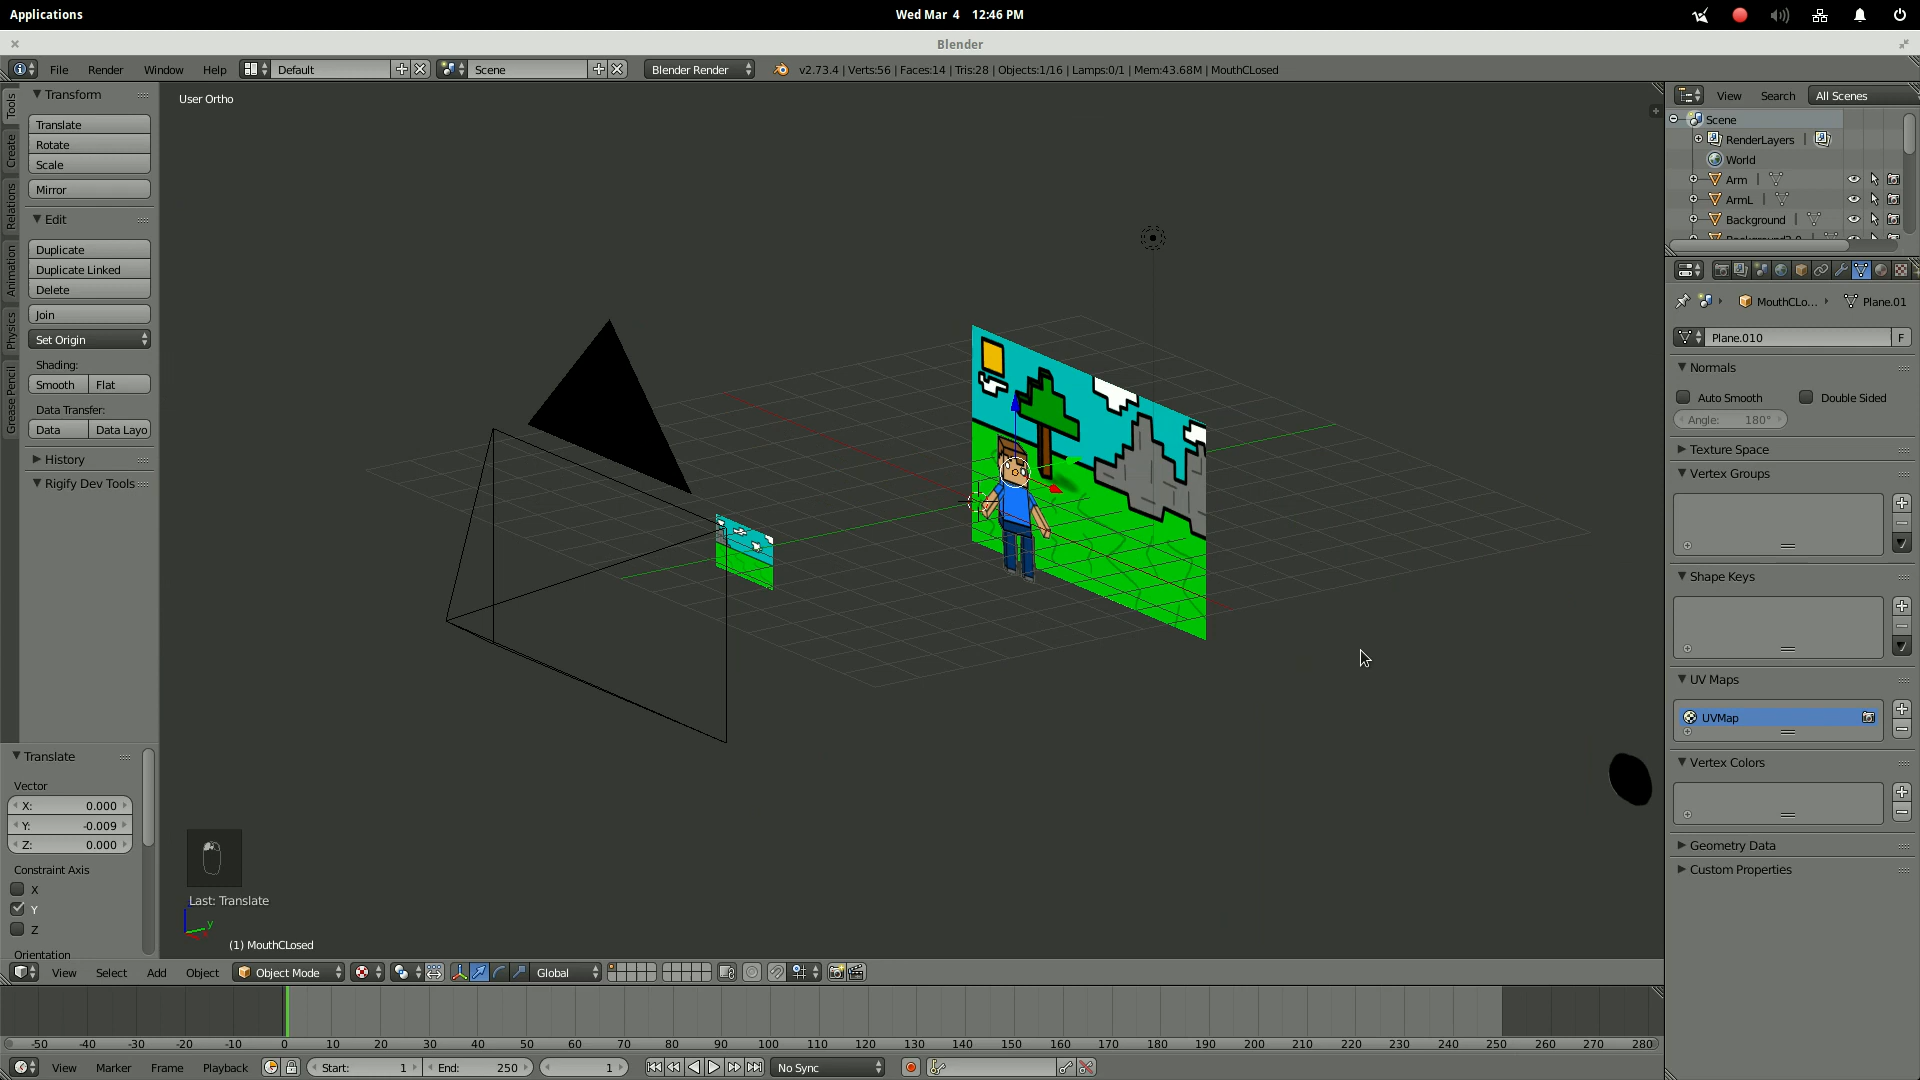 Applications
Wed Mar 4 12:46 PM
Blender
File Render Window Help Default Scene Blender Render v2.73.4 | Verts:56 | Faces:14 | Tris:28 | Objects:1/16 | Lamps:0/1 | Mem:43.68M | MouthCLosed
Tools
Create
Relations
Animation
Physics
Grease Pencil
Transform
Translate
Rotate
Scale
Mirror
Edit
Duplicate
Duplicate Linked
Delete
Join
Set Origin
Shading:
Smooth Flat
Data Transfer:
Data Data Layo
History
Rigify Dev Tools
Translate
Vector
X: 0.000
Y: -0.009
Z: 0.000
Constraint Axis
X
Y
Z
Orientation
User Ortho
Last: Translate
y
(1) MouthCLosed
View Select Add Object Object Mode Global
-50 -40 -30 -20 -10 0 10 20 30 40 50 60 70 80 90 100 110 120 130 140 150 160 170 180 190 200 210 220 230 240 250 260 270 280
View Marker Frame Playback Start: 1 End: 250 1 No Sync
View Search All Scenes
Scene
RenderLayers |
World
Arm |
ArmL |
Background |
MouthCLo... Plane.01
Plane.010 F
Normals
Auto Smooth Double Sided
Angle: 180°
Texture Space
Vertex Groups
Shape Keys
UV Maps
UVMap
Vertex Colors
Geometry Data
Custom Properties